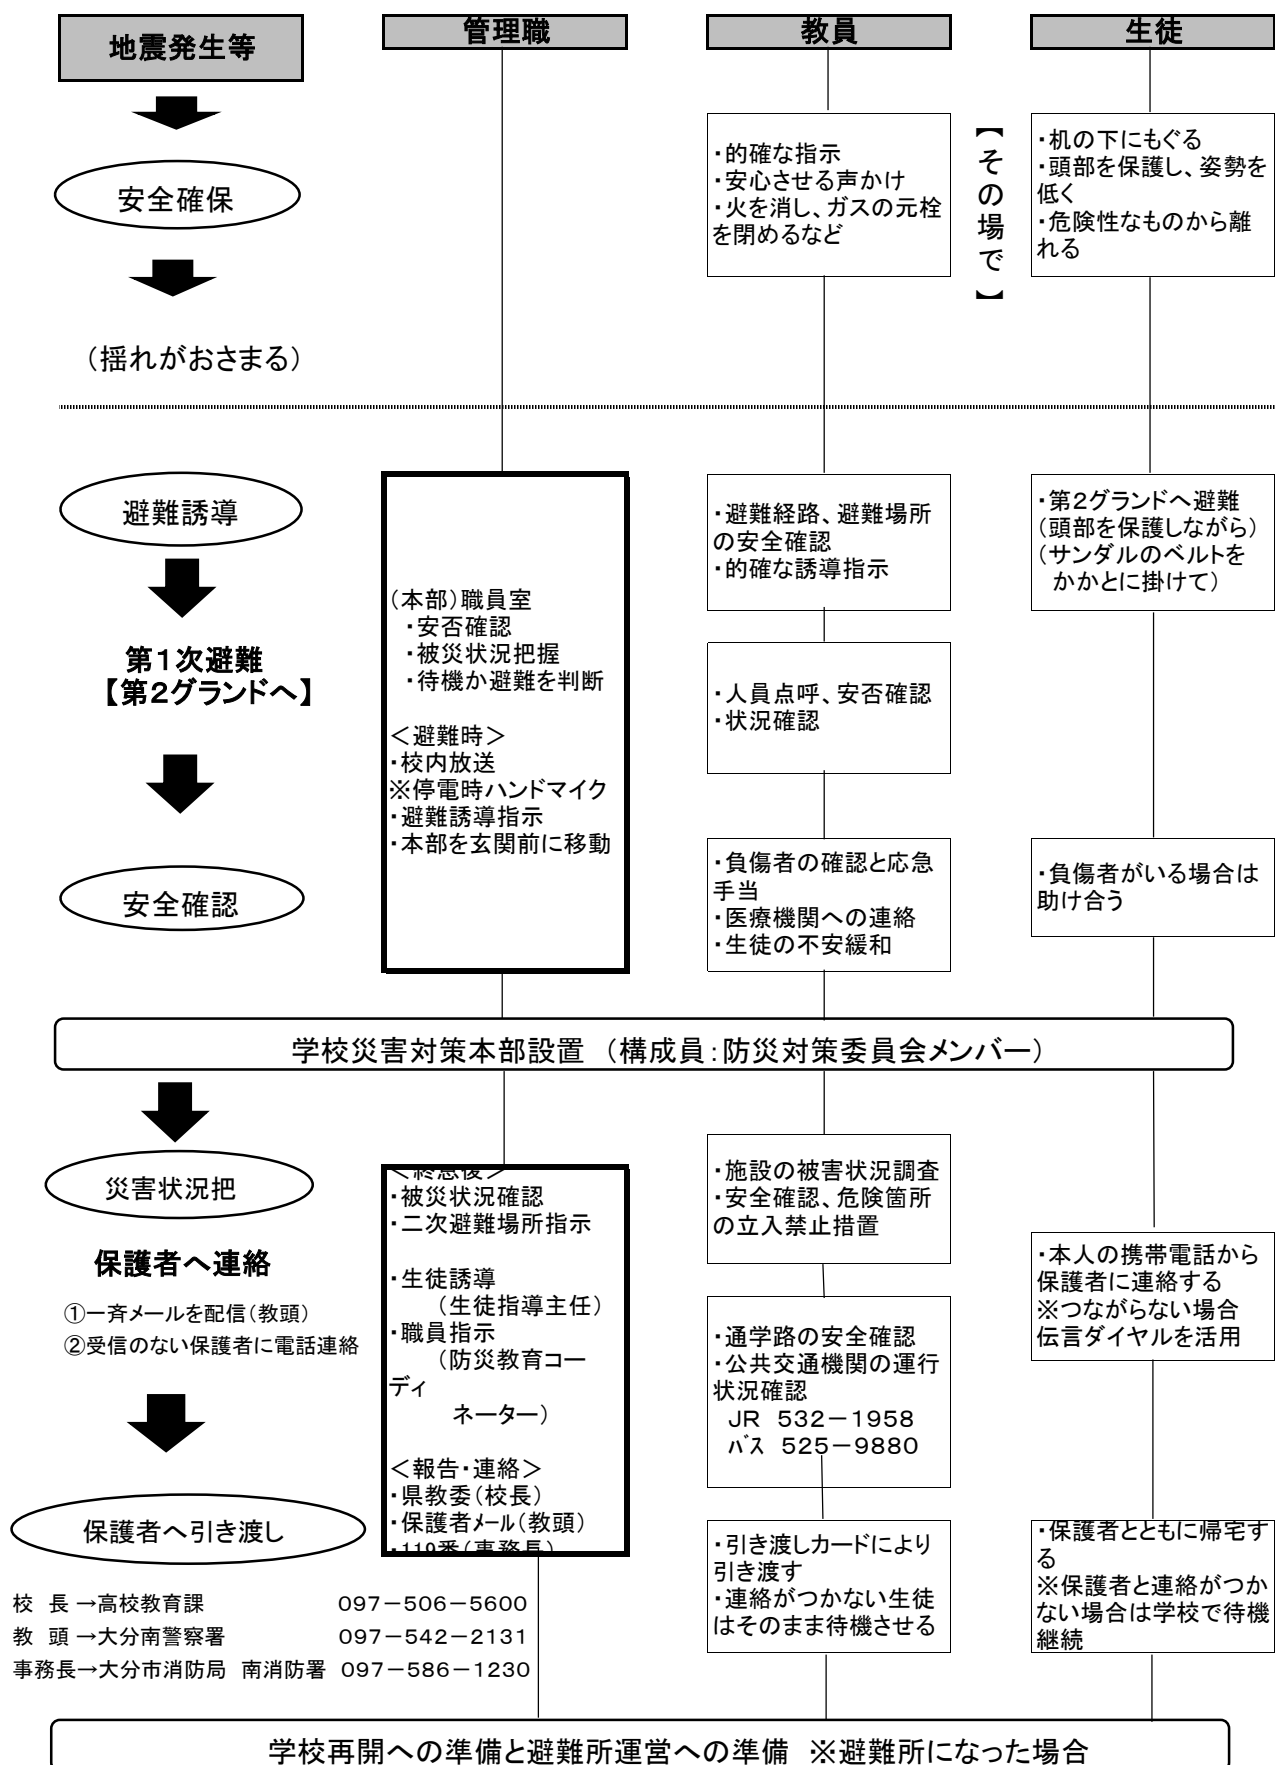 地震発生等
管理職
教員
生徒
安全確保
・的確な指示
・安心させる声かけ
・火を消し、ガスの元栓
を閉めるなど
【その場で】
・机の下にもぐる
・頭部を保護し、姿勢を
低く
・危険性なものから離
れる
（揺れがおさまる）
避難誘導
第１次避難
【第２グランドへ】
安全確認
（本部）職員室
・安否確認
・被災状況把握
・待機か避難を判断
＜避難時＞
・校内放送
※停電時ハンドマイク
・避難誘導指示
・本部を玄関前に移動
・避難経路、避難場所
の安全確認
・的確な誘導指示
・人員点呼、安否確認
・状況確認
・負傷者の確認と応急
手当
・医療機関への連絡
・生徒の不安緩和
・第２グランドへ避難
（頭部を保護しながら）
（サンダルのベルトを
かかとに掛けて）
・負傷者がいる場合は
助け合う
学校災害対策本部設置 （構成員：防災対策委員会メンバー）
災害状況把
保護者へ連絡
①一斉メールを配信（教頭）
②受信のない保護者に電話連絡
保護者へ引き渡し
＜終息後＞
・被災状況確認
・二次避難場所指示
・生徒誘導
（生徒指導主任）
・職員指示
（防災教育コー
ディ
ネーター）
＜報告・連絡＞
・県教委（校長）
・保護者メール（教頭）
・119番（事務長）
・施設の被害状況調査
・安全確認、危険箇所
の立入禁止措置
・通学路の安全確認
・公共交通機関の運行
状況確認
ＪＲ ５３２－１９５８
ﾊﾞｽ ５２５－９８８０
・引き渡しカードにより
引き渡す
・連絡がつかない生徒
はそのまま待機させる
・本人の携帯電話から
保護者に連絡する
※つながらない場合
伝言ダイヤルを活用
・保護者とともに帰宅す
る
※保護者と連絡がつか
ない場合は学校で待機
継続
校 長→高校教育課 ０９７－５０６－５６００
教 頭→大分南警察署 ０９７－５４２－２１３１
事務長→大分市消防局 南消防署 ０９７－５８６－１２３０
学校再開への準備と避難所運営への準備 ※避難所になった場合